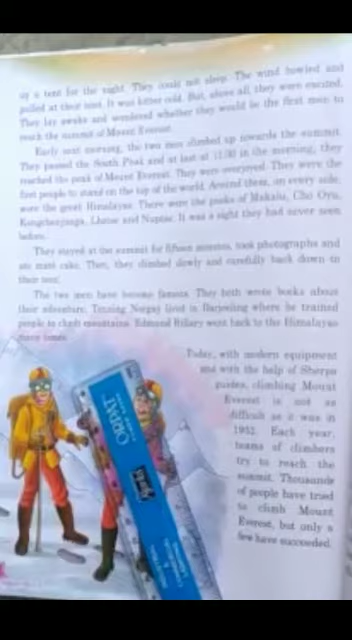 up a tent for the night. They could not sleep. The wind howled and
pulled at their tent. It was bitter cold. But, above all, they were excited.
They lay awake and wondered whether they would be the first men to
reach the summit of Mount Everest.
Early next morning, the two men climbed up towards the summit.
They passed the South Peak and at last at 11:30 in the morning, they
reached the peak of Mount Everest. They were overjoyed. They were the
first people to stand on the top of the world. Around them, on every side,
were the great Himalayas. There were the peaks of Makalu, Cho Oyu,
Kangchenjunga, Lhotse and Nuptse. It was a sight they had never seen
before.
They stayed at the summit for fifteen minutes, took photographs and
ate mint cake. Then, they climbed slowly and carefully back down to
their tent.
The two men have become famous. They both wrote books about
their adventure. Tenzing Norgay lived in Darjeeling where he trained
people to climb mountains. Edmund Hillary went back to the Himalayas
many times.
Today, with modern equipment
and with the help of Sherpa
guides, climbing Mount
Everest is not as
difficult as it was in
1952. Each year,
teams of climbers
try to reach the
summit. Thousands
of people have tried
to climb Mount
Everest, but only a
few have succeeded.
ORPAT